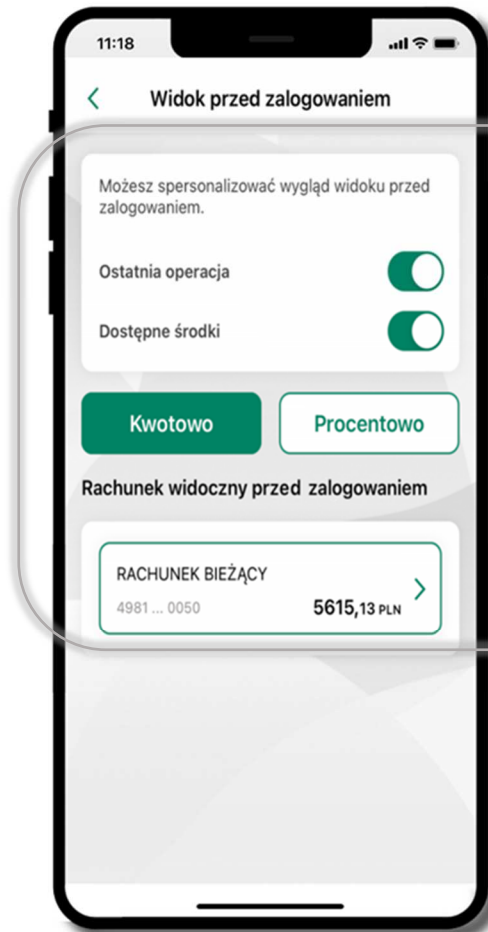 11:18
Widok przed zalogowaniem
Możesz spersonalizować wygląd widoku przed
zalogowaniem.
Ostatnia operacja
Dostępne środki
Kwotowo Procentowo
Rachunek widoczny przed zalogowaniem
RACHUNEK BIEŻĄCY
4981 ... 0050 5615,13 PLN